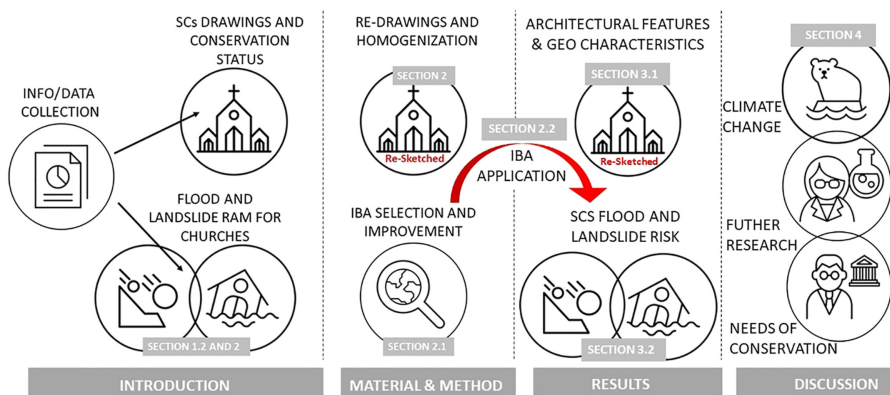 INFO/DATA
COLLECTION
SCs DRAWINGS AND
CONSERVATION
STATUS
FLOOD AND
LANDSLIDE RAM FOR
CHURCHES
SECTION 1.2 AND 2
INTRODUCTION
RE-DRAWINGS AND
HOMOGENIZATION
SECTION 2
Re-Sketched
IBA SELECTION AND
IMPROVEMENT
SECTION 2.1
MATERIAL & METHOD
SECTION 2.2
IBA
APPLICATION
ARCHITECTURAL FEATURES
& GEO CHARACTERISTICS
SECTION 3.1
Re-Sketched
SCS FLOOD AND
LANDSLIDE RISK
SECTION 3.2
RESULTS
SECTION 4
CLIMATE
CHANGE
FUTHER
RESEARCH
NEEDS OF
CONSERVATION
DISCUSSION